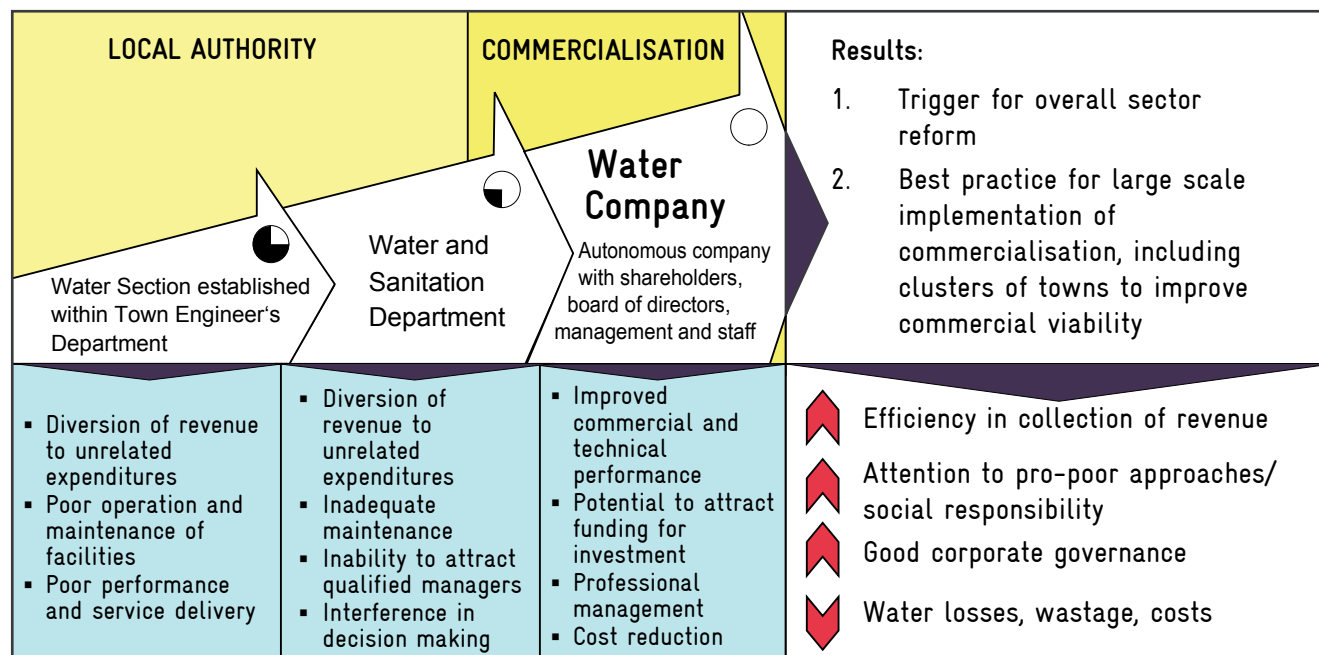 LOCAL AUTHORITY
COMMERCIALISATION
Water Section established
within Town Engineer‘s
Department
Water and
Sanitation
Department
Water
Company
Autonomous company
with shareholders,
board of directors,
management and staff
Results:
1. Trigger for overall sector
reform
2. Best practice for large scale
implementation of
commercialisation, including
clusters of towns to improve
commercial viability
▪ Diversion of revenue
to unrelated
expenditures
▪ Poor operation and
maintenance of
facilities
▪ Poor performance
and service delivery
▪ Diversion of
revenue to
unrelated
expenditures
▪ Inadequate
maintenance
▪ Inability to attract
qualified managers
▪ Interference in
decision making
▪ Improved
commercial and
technical
performance
▪ Potential to attract
funding for
investment
▪ Professional
management
▪ Cost reduction
Efficiency in collection of revenue
Attention to pro-poor approaches/
social responsibility
Good corporate governance
Water losses, wastage, costs